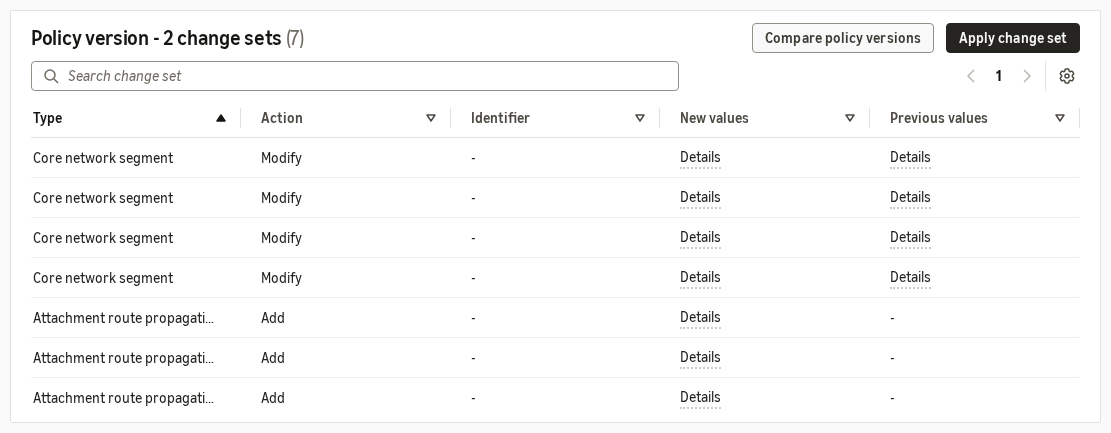 Policy version - 2 change sets (7)
Compare policy versions
Apply change set
Search change set
1
Type Action Identifier New values Previous values
Core network segment Modify - Details Details
Core network segment Modify - Details Details
Core network segment Modify - Details Details
Core network segment Modify - Details Details
Attachment route propagati... Add - Details -
Attachment route propagati... Add - Details -
Attachment route propagati... Add - Details -